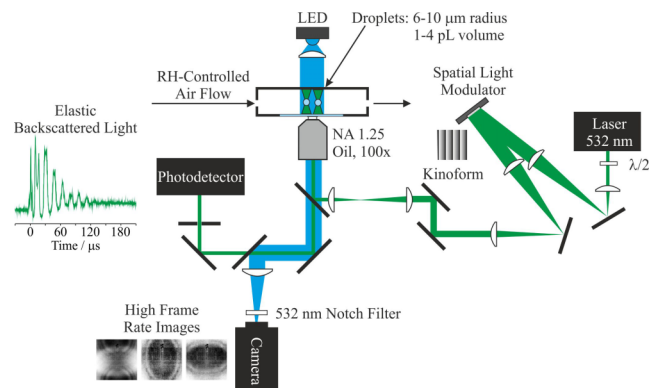 LED
Droplets: 6-10 μm radius
1-4 pL volume
RH-Controlled
Air Flow
Spatial Light
Modulator
Elastic
Backscattered Light
NA 1.25
Oil, 100x
Laser
532 nm
λ/2
Photodetector
Kinoform
0 60 120 180
Time / μs
532 nm Notch Filter
High Frame
Rate Images
Camera